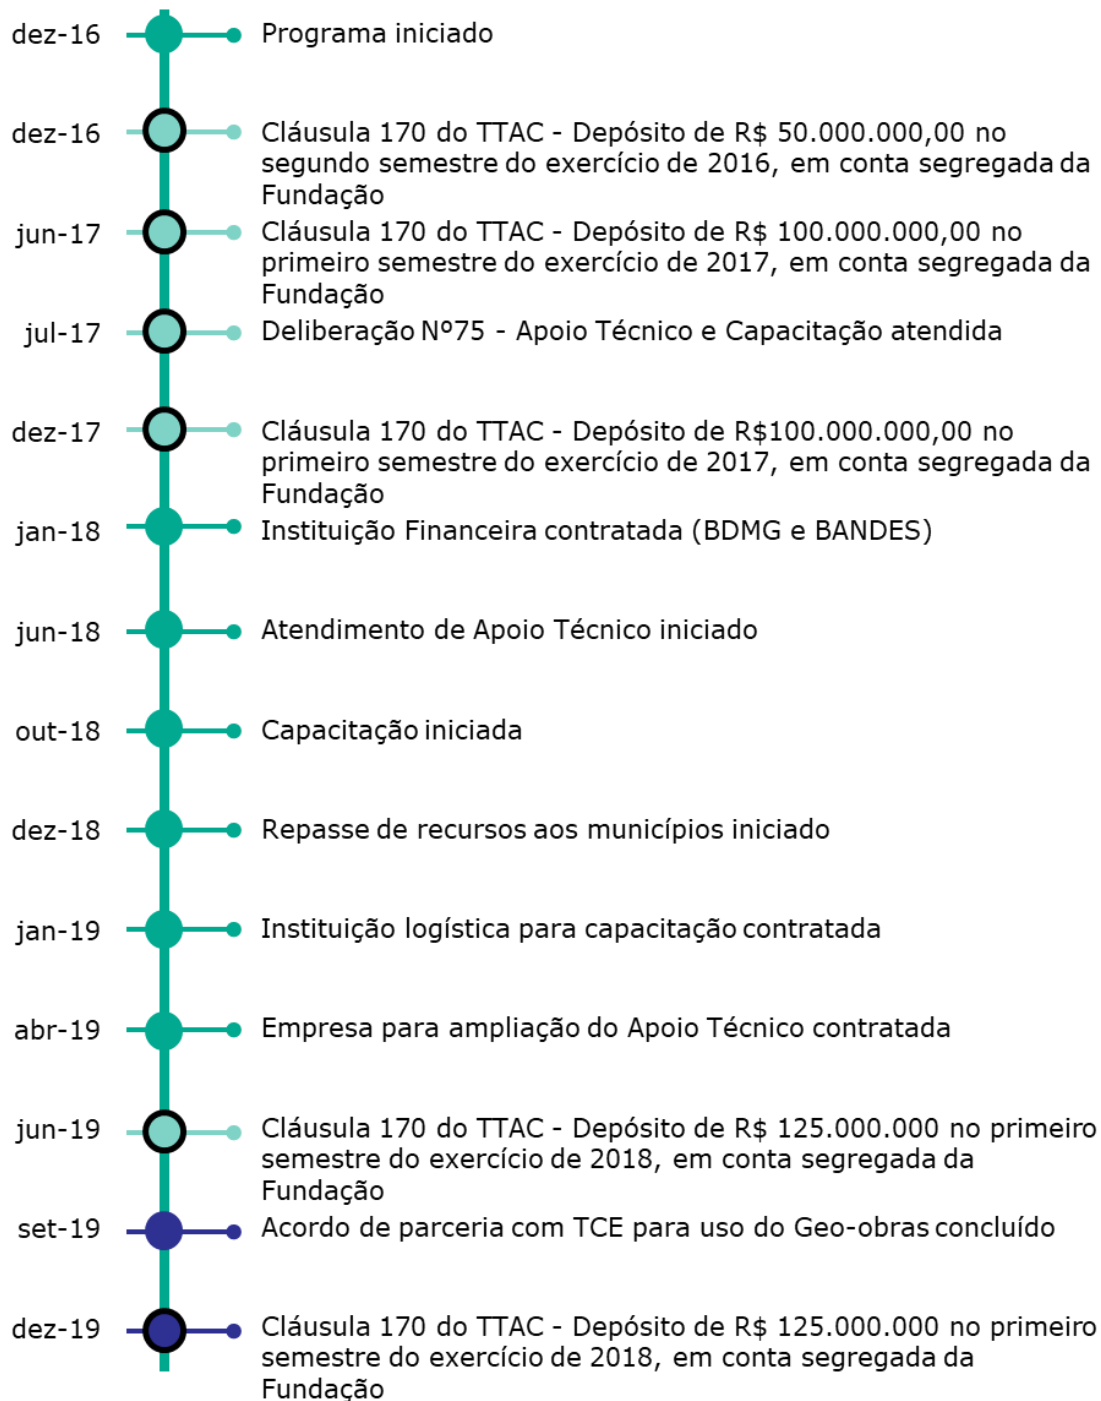 dez-16 Programa iniciado
dez-16 Cláusula 170 do TTAC - Depósito de R$ 50.000.000,00 no
segundo semestre do exercício de 2016, em conta segregada da
Fundação
jun-17 Cláusula 170 do TTAC - Depósito de R$ 100.000.000,00 no
primeiro semestre do exercício de 2017, em conta segregada da
Fundação
jul-17 Deliberação Nº75 - Apoio Técnico e Capacitação atendida
dez-17 Cláusula 170 do TTAC - Depósito de R$100.000.000,00 no
primeiro semestre do exercício de 2017, em conta segregada da
Fundação
jan-18 Instituição Financeira contratada (BDMG e BANDES)
jun-18 Atendimento de Apoio Técnico iniciado
out-18 Capacitação iniciada
dez-18 Repasse de recursos aos municípios iniciado
jan-19 Instituição logística para capacitação contratada
abr-19 Empresa para ampliação do Apoio Técnico contratada
jun-19 Cláusula 170 do TTAC - Depósito de R$ 125.000.000 no primeiro
semestre do exercício de 2018, em conta segregada da
Fundação
set-19 Acordo de parceria com TCE para uso do Geo-obras concluído
dez-19 Cláusula 170 do TTAC - Depósito de R$ 125.000.000 no primeiro
semestre do exercício de 2018, em conta segregada da
Fundação